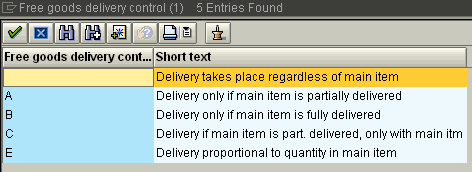 Free goods delivery control (1) 5 Entries Found
Free goods delivery cont... Short text
Delivery takes place regardless of main item
A Delivery only if main item is partially delivered
B Delivery only if main item is fully delivered
C Delivery if main item is part. delivered, only with main itm
E Delivery proportional to quantity in main item